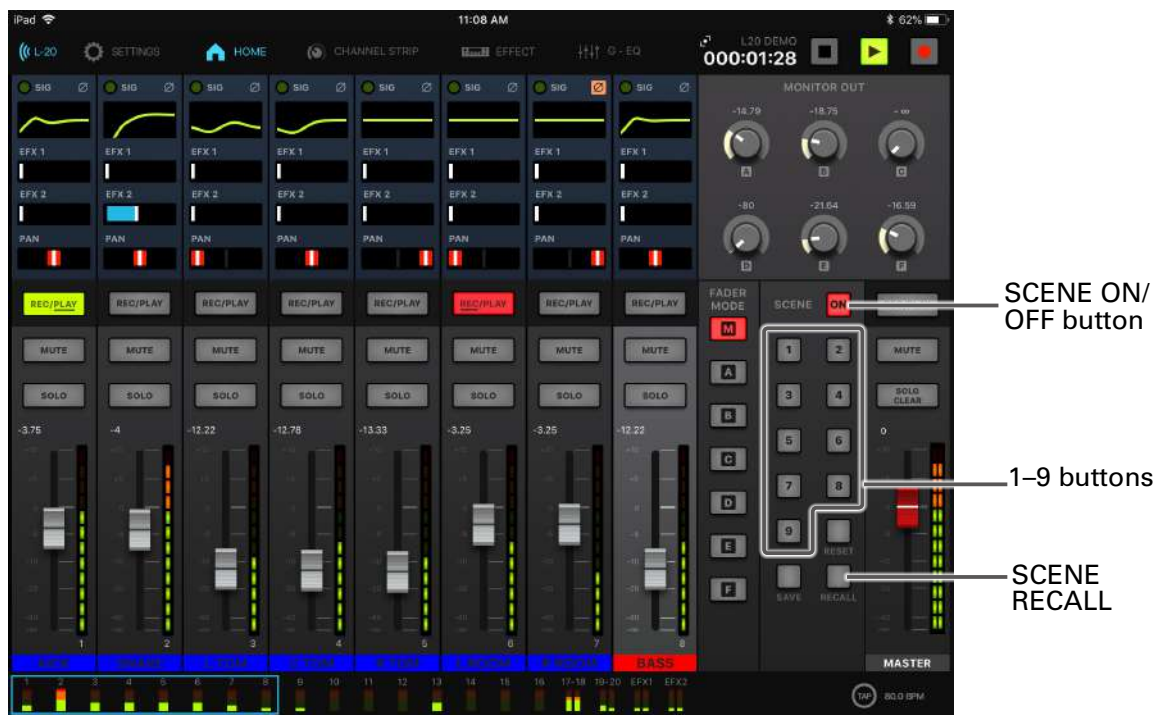 iPad 11:08 AM 62%
L-20 SETTINGS HOME CHANNEL STRIP EFFECT G - EQ L20 DEMO
000:01:28
SIG SIG SIG SIG SIG SIG SIG SIG MONITOR OUT
-14.79 -18.75 - ∞
EFX 1 EFX 1 EFX 1 EFX 1 EFX 1 EFX 1 EFX 1 EFX 1
A B C
EFX 2 EFX 2 EFX 2 EFX 2 EFX 2 EFX 2 EFX 2 EFX 2
-80 -21.64 -16.59
PAN PAN PAN PAN PAN PAN PAN PAN
D E F
REC/PLAY REC/PLAY REC/PLAY REC/PLAY REC/PLAY REC/PLAY REC/PLAY REC/PLAY
FADER
MODE
SCENE ON
SCENE ON/
OFF button
M
MUTE MUTE MUTE MUTE MUTE MUTE MUTE MUTE 1 2 MUTE
A
SOLO SOLO SOLO SOLO SOLO SOLO SOLO SOLO 3 4 SOLO
CLEAR
B
-3.75 -4 -12.22 -12.78 -13.33 -3.25 -3.25 -12.22 5 6 0
C
7 8
1–9 buttons
D
9
E RESET
F
SAVE RECALL
SCENE
RECALL
1 2 3 4 5 6 7 8
BASS MASTER
1 2 3 4 5 6 7 8 9 10 11 12 13 14 15 16 17-18 19-20 EFX1 EFX2
TAP 80.0 BPM